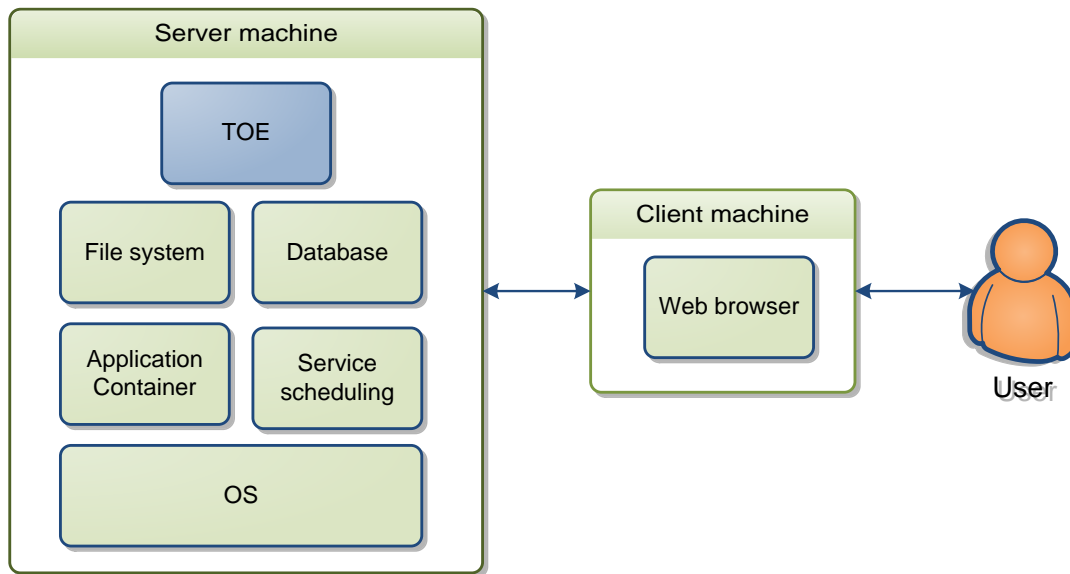 Server machine
TOE
File system
Database
Application
Container
Service
scheduling
OS
Client machine
Web browser
User